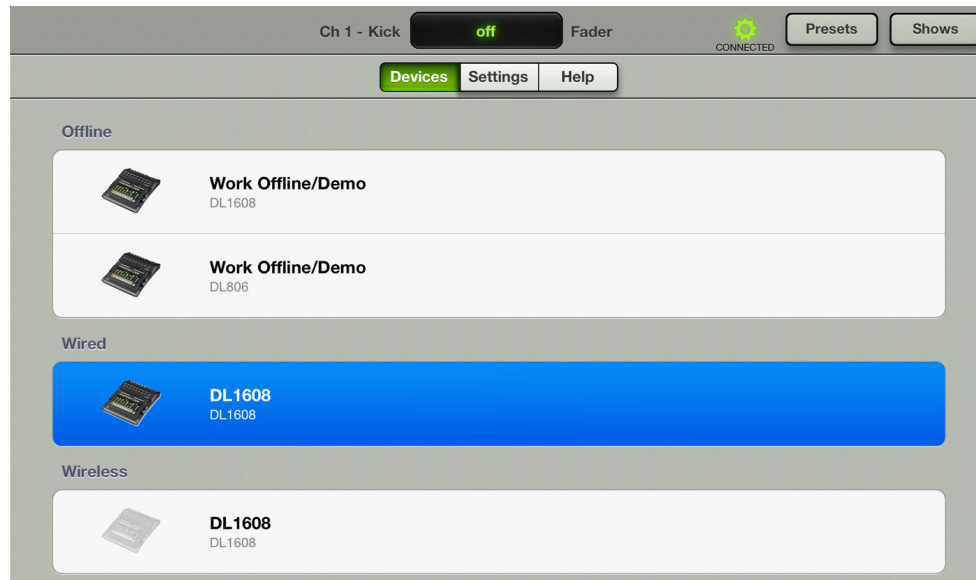 Ch 1 - Kick off Fader
CONNECTED
Presets
Shows
Devices Settings Help
Offline
Work Offline/Demo
DL1608
Work Offline/Demo
DL806
Wired
DL1608
DL1608
Wireless
DL1608
DL1608